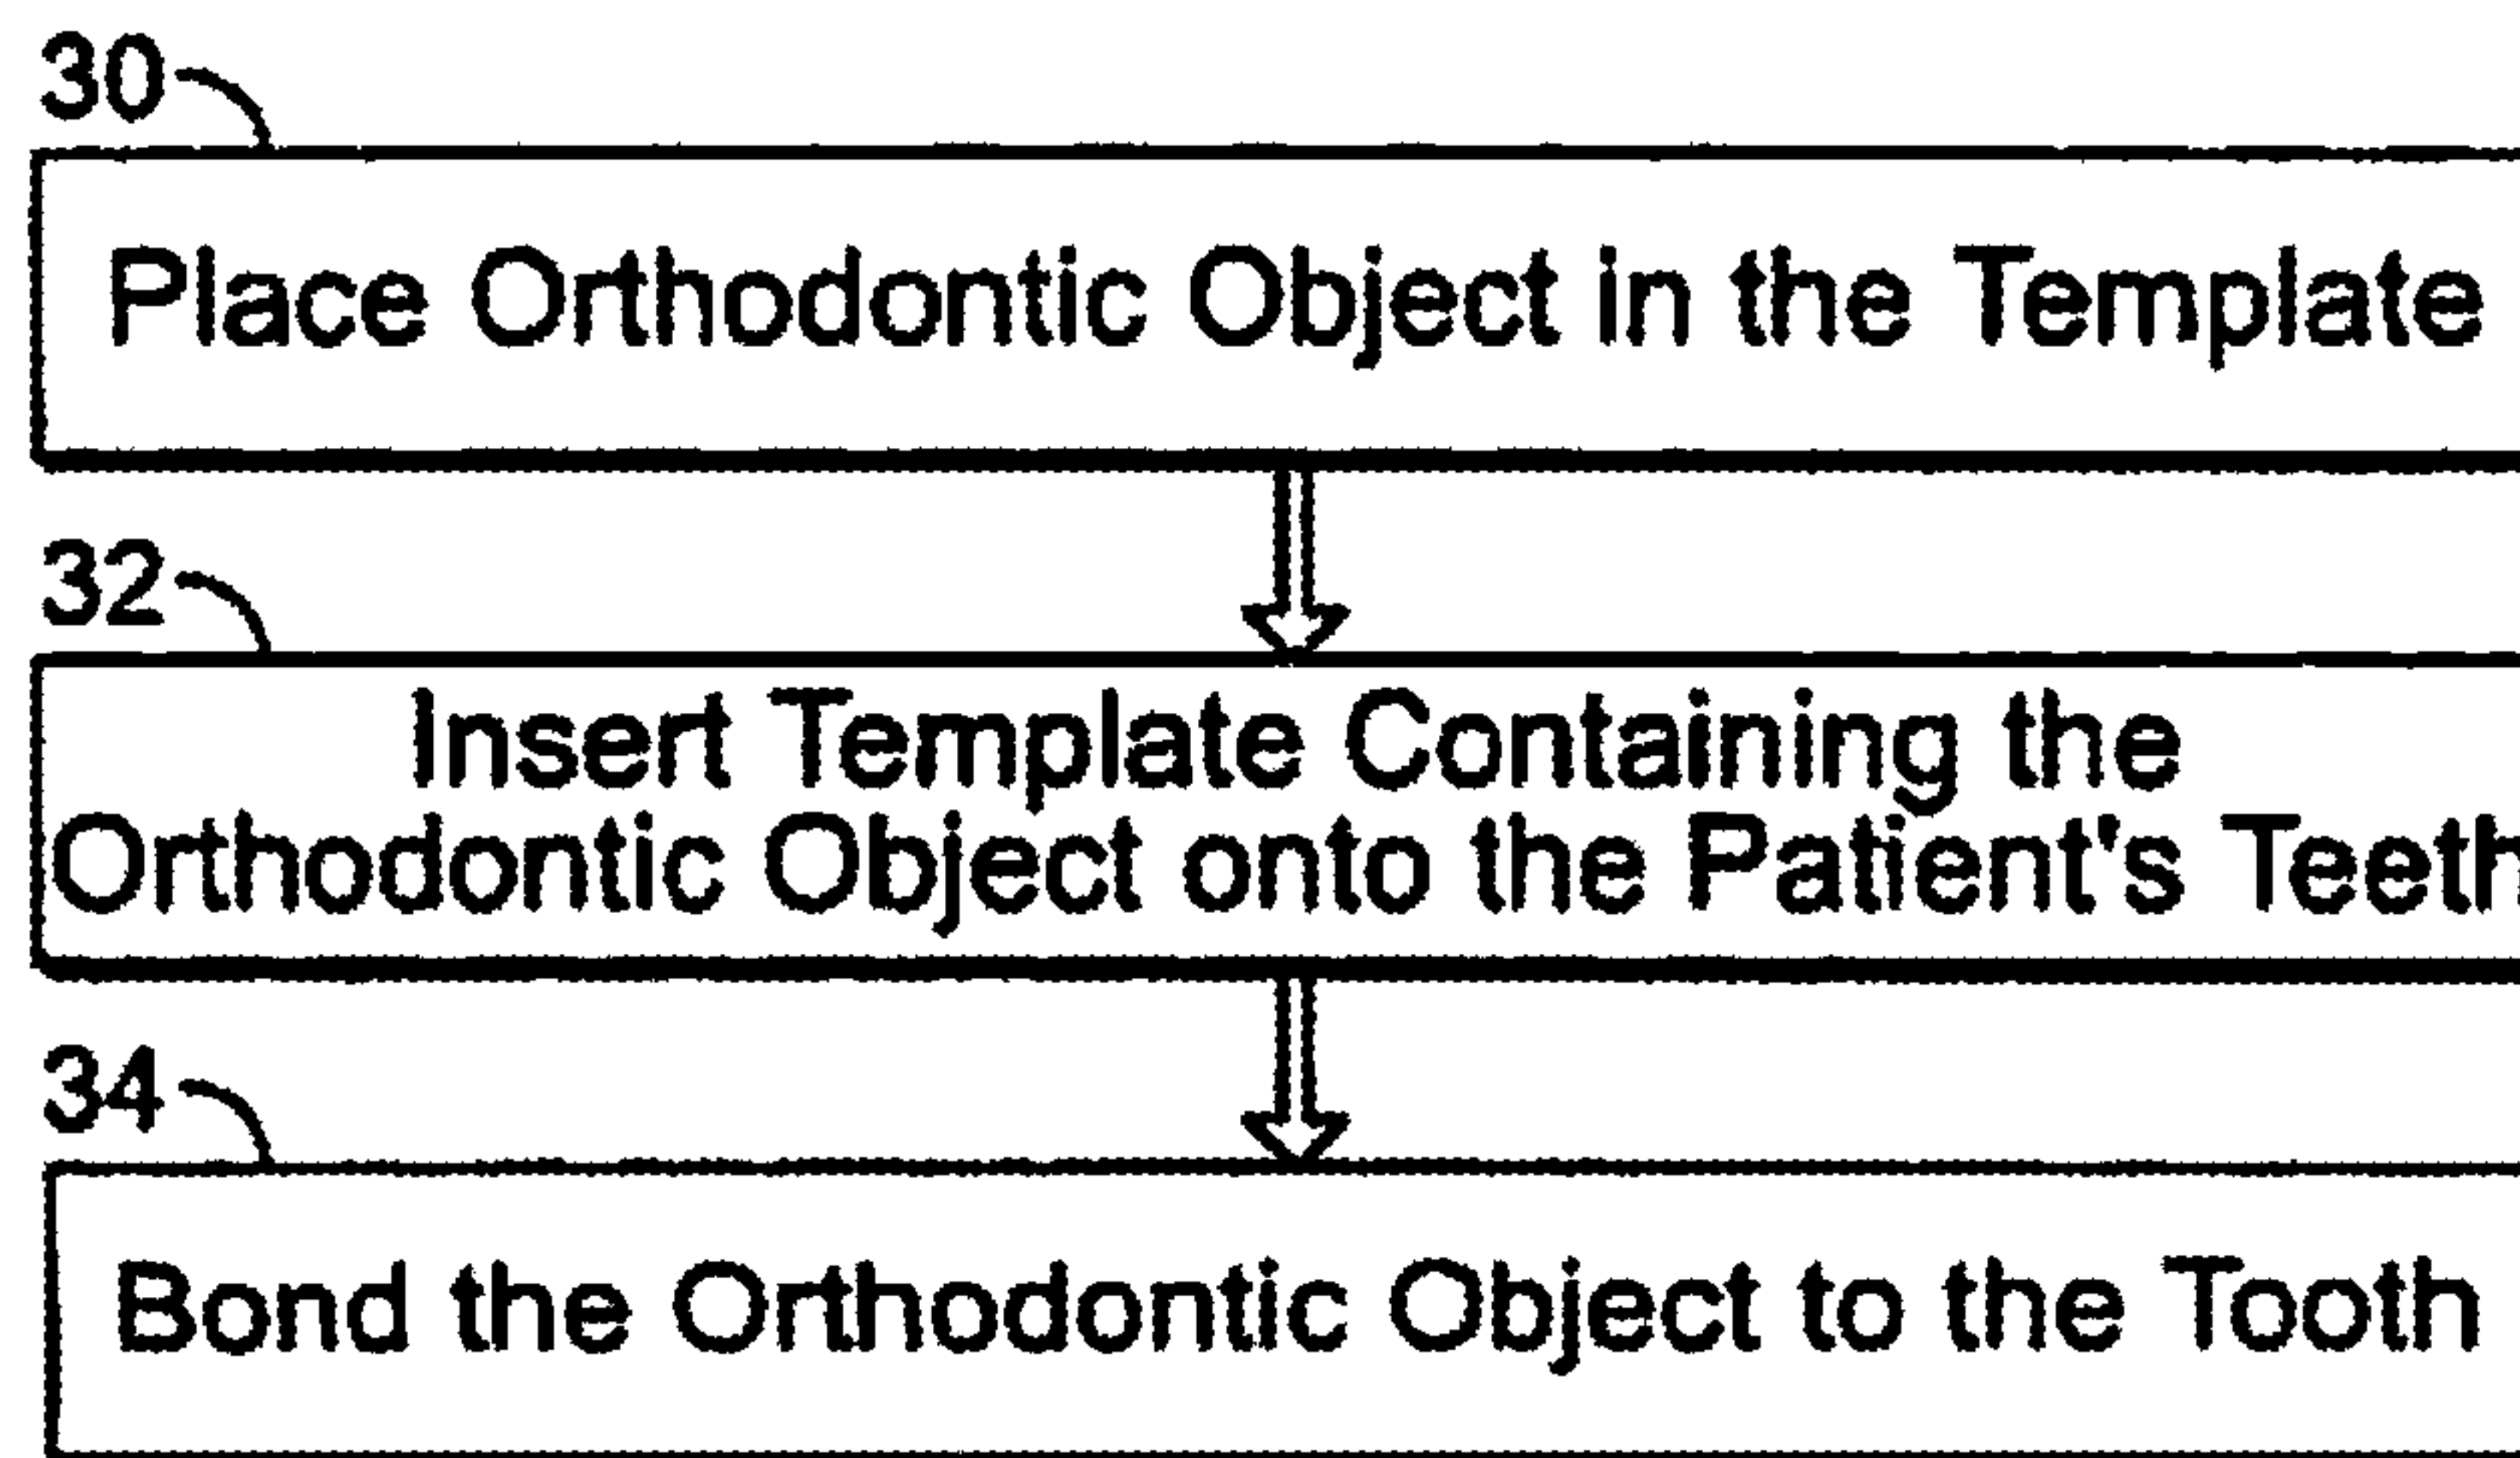 30
Place Orthodontic Object in the Template
32
Insert Template Containing the
Orthodontic Object onto the Patient's Teeth
34
Bond the Orthodontic Object to the Tooth